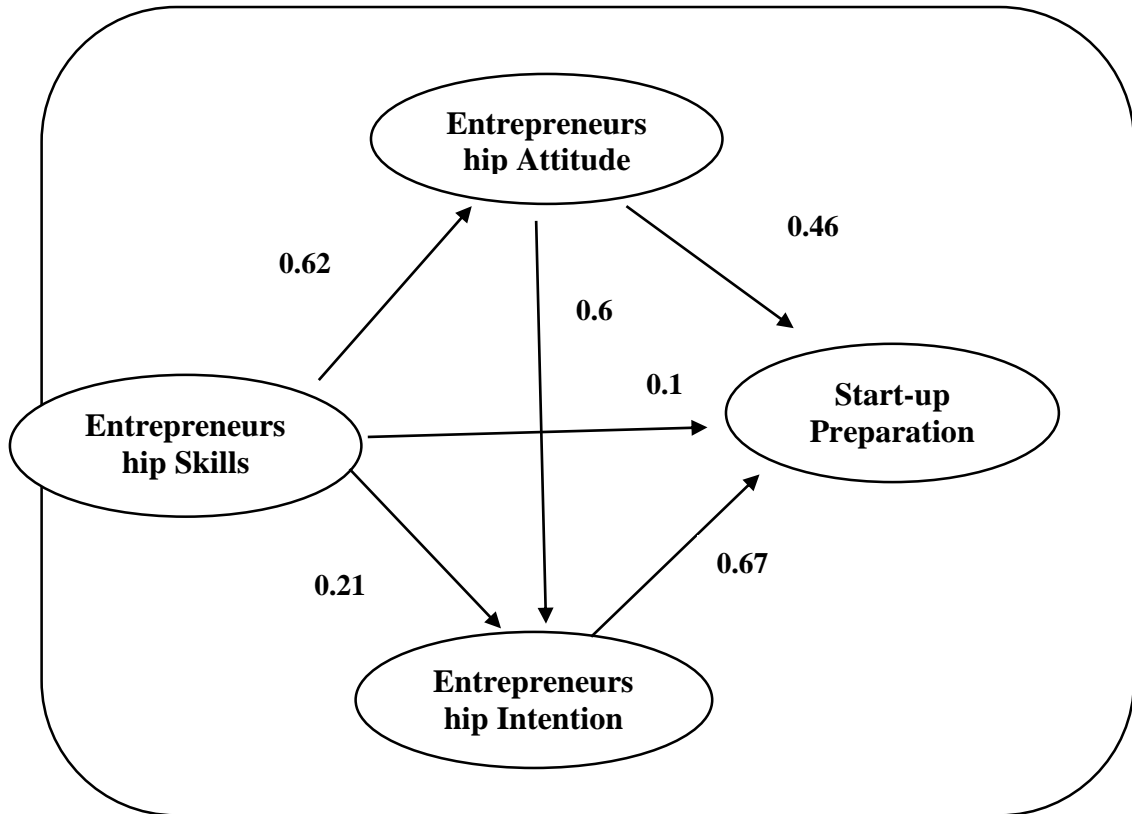 Entrepreneurs
hip Attitude
0.46
0.62
0.6
0.1
Start-up
Preparation
Entrepreneurs
hip Skills
0.67
0.21
Entrepreneurs
hip Intention